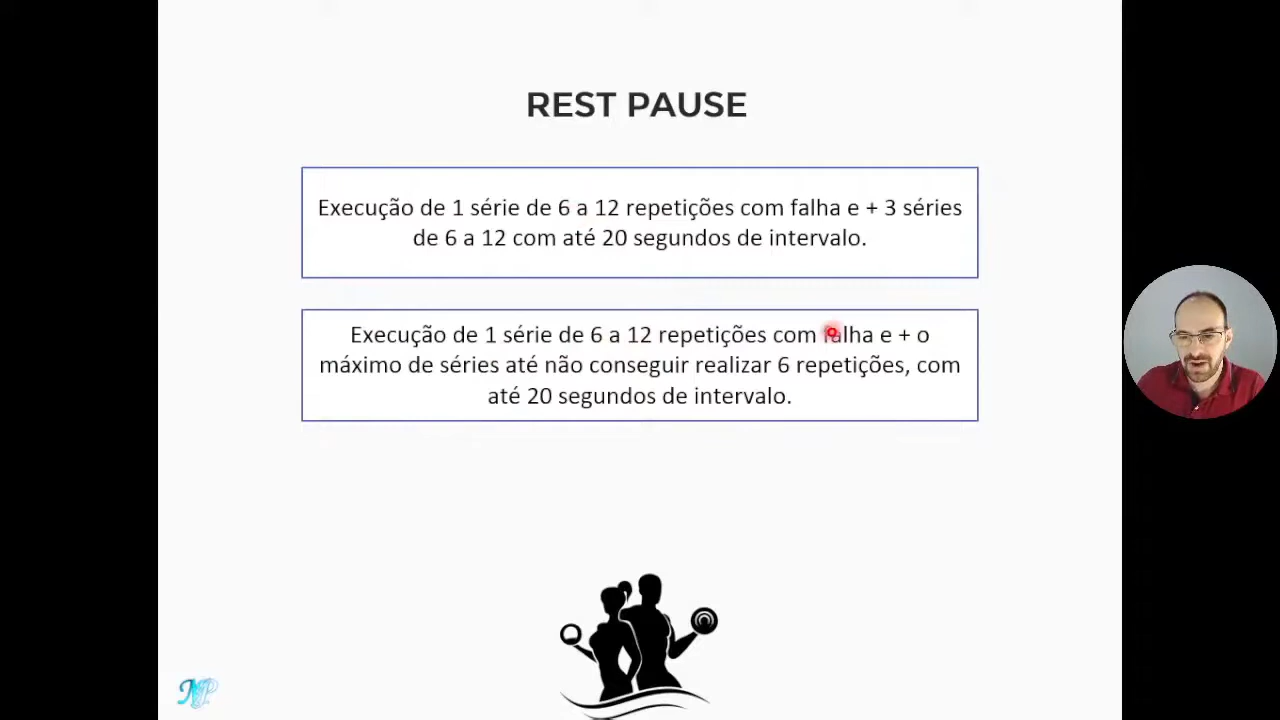 REST PAUSE
Execução de 1 série de 6 a 12 repetições com falha e + 3 séries
de 6 a 12 com até 20 segundos de intervalo.
Execução de 1 série de 6 a 12 repetições com falha e + o
máximo de séries até não conseguir realizar 6 repetições, com
até 20 segundos de intervalo.
NP